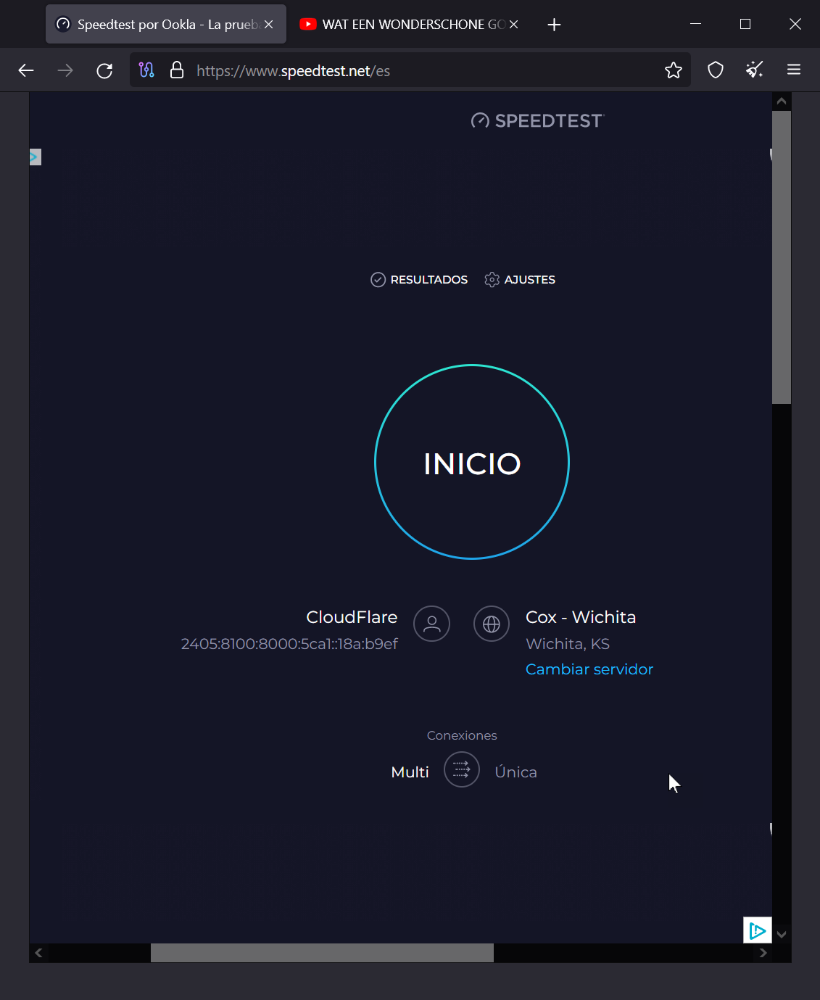 Speedtest por Ookla - La prueba
WAT EEN WONDERSCHONE GO
https://www.speedtest.net/es
SPEEDTEST
RESULTADOS
AJUSTES
INICIO
CloudFlare
2405:8100:8000:5ca1::18a:b9ef
Cox - Wichita
Wichita, KS
Cambiar servidor
Conexiones
Multi
Única